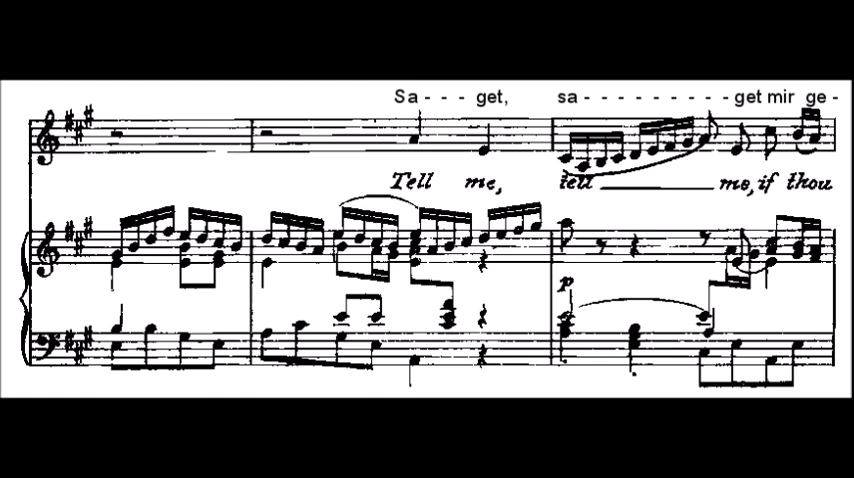 Sa - - - get, sa - - - - - - - - - - get mir ge -
Tell me, tell me, if thou
p